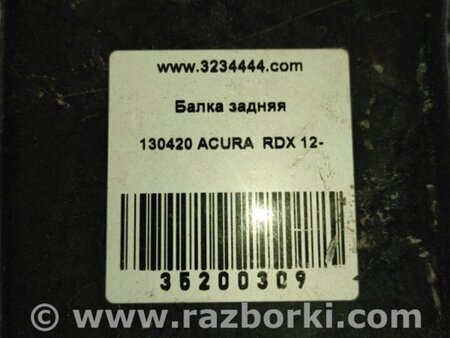 www.3234444.com
Балка задняя
130420 ACURA RDX 12-
35200309
© www.razborki.com